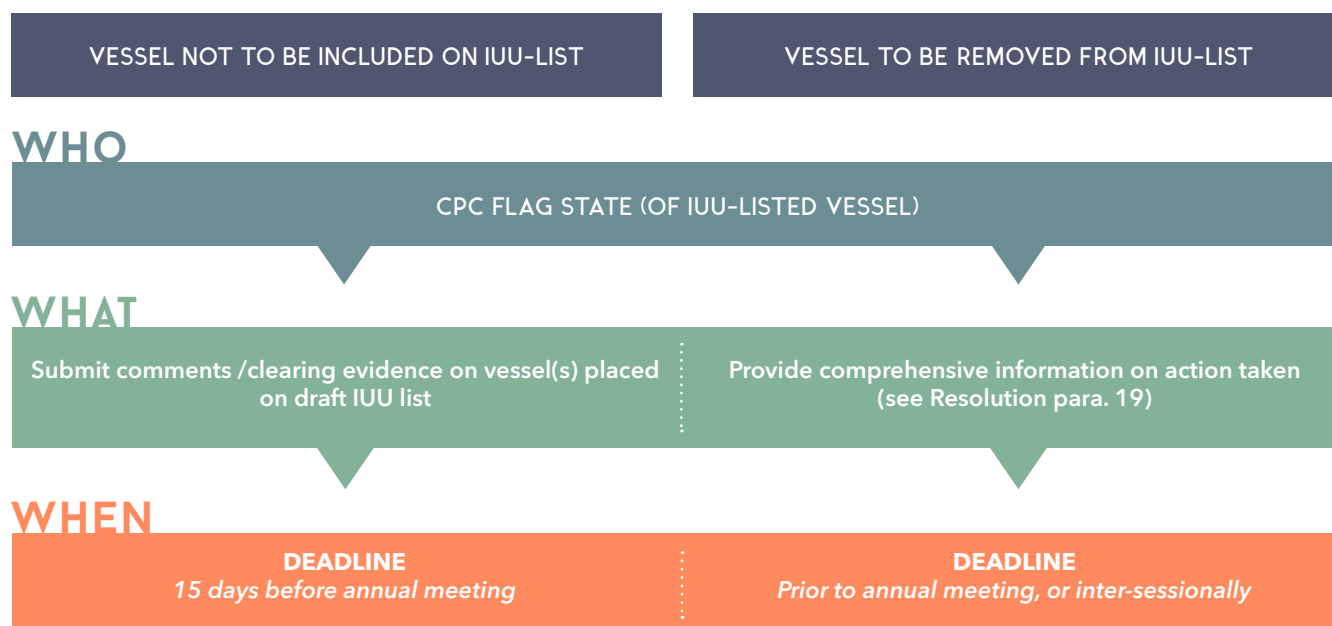 VESSEL NOT TO BE INCLUDED ON IUU-LIST
VESSEL TO BE REMOVED FROM IUU-LIST
WHO
CPC FLAG STATE (OF IUU-LISTED VESSEL)
WHAT
Submit comments /clearing evidence on vessel(s) placed
on draft IUU list
Provide comprehensive information on action taken
(see Resolution para. 19)
WHEN
DEADLINE
15 days before annual meeting
DEADLINE
Prior to annual meeting, or inter-sessionally